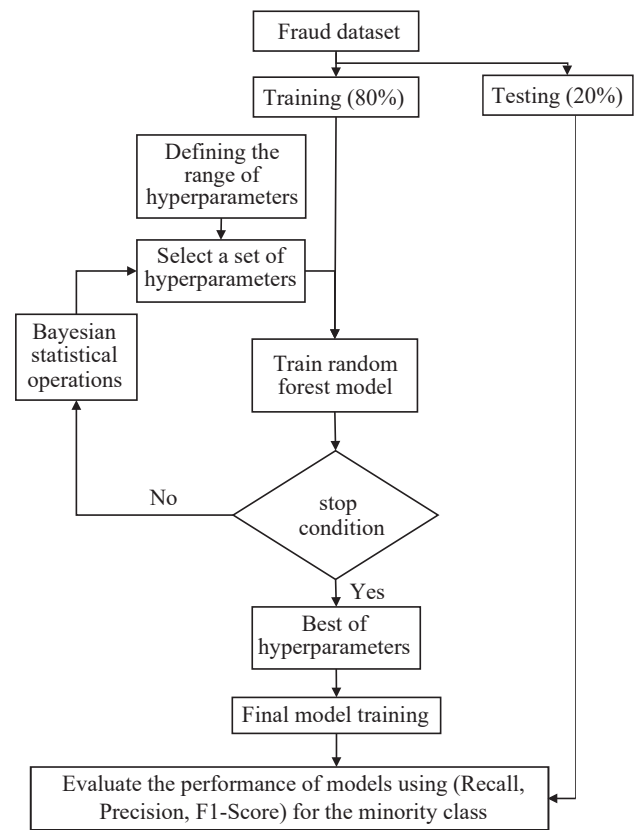 Fraud dataset
Training (80%)
Testing (20%)
Defining the
range of
hyperparameters
Select a set of
hyperparameters
Bayesian
statistical
operations
Train random
forest model
No
stop
condition
Yes
Best of
hyperparameters
Final model training
Evaluate the performance of models using (Recall,
Precision, F1-Score) for the minority class